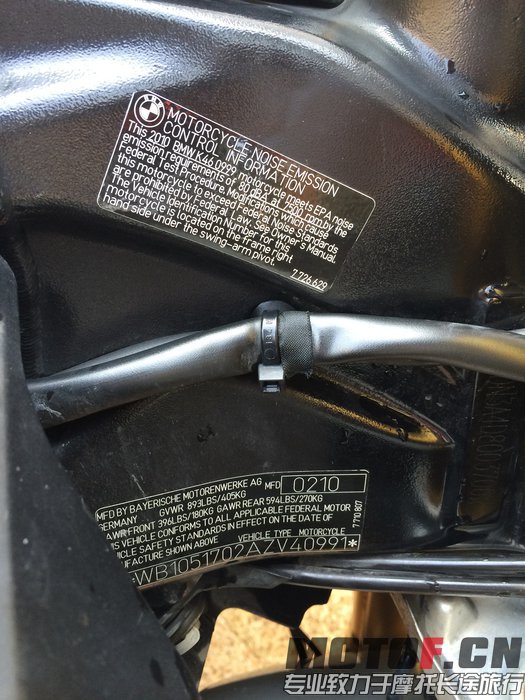 MOTORCYCLE NOISE EMISSION
CONTROL INFORMATION
This 2010 BMW K46 0229 motorcycle meets EPA noise
emission requirements of 80 dBA at rpm by the
Federal Test Procedure. Modifications which cause
this motorcycle to exceed Federal Noise Standards
are prohibited by Federal Law. See Owner's Manual.
The Vehicle Identification Number for this
motorcycle is located on the frame right
hand side under the swing-arm pivot.
7 726 629
MFD BY BAYERISCHE MOTORENWERKE AG MFD 0210
GERMANY GVWR 893LBS/405KG
GAWR FRONT 396LBS/180KG GAWR REAR 594LBS/270KG
THIS VEHICLE CONFORMS TO ALL APPLICABLE FEDERAL MOTOR
VEHICLE SAFETY STANDARDS IN EFFECT ON THE DATE OF
MANUFACTURE SHOWN ABOVE VEHICLE TYPE MOTORCYCLE
7 710 807
WB1051702AZV40991*
MOTOF.CN
专业致力于摩托长途旅行